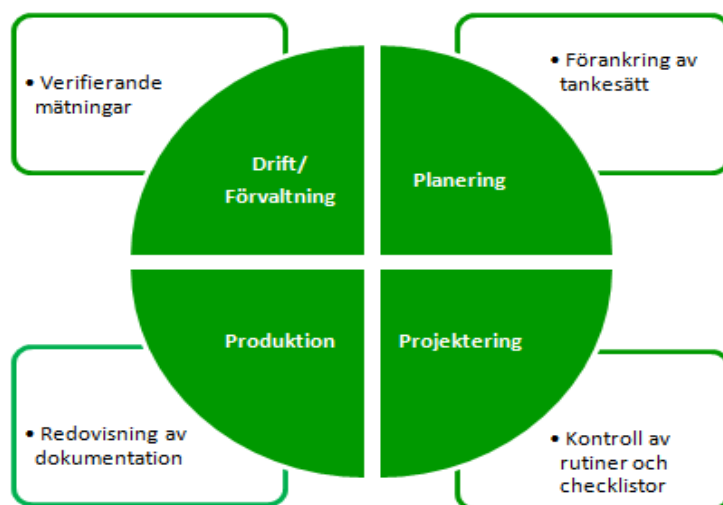 • Verifierande
mätningar
• Förankring av
tankesätt
Drift/
Förvaltning
Planering
Produktion
Projektering
• Redovisning av
dokumentation
• Kontroll av
rutiner och
checklistor